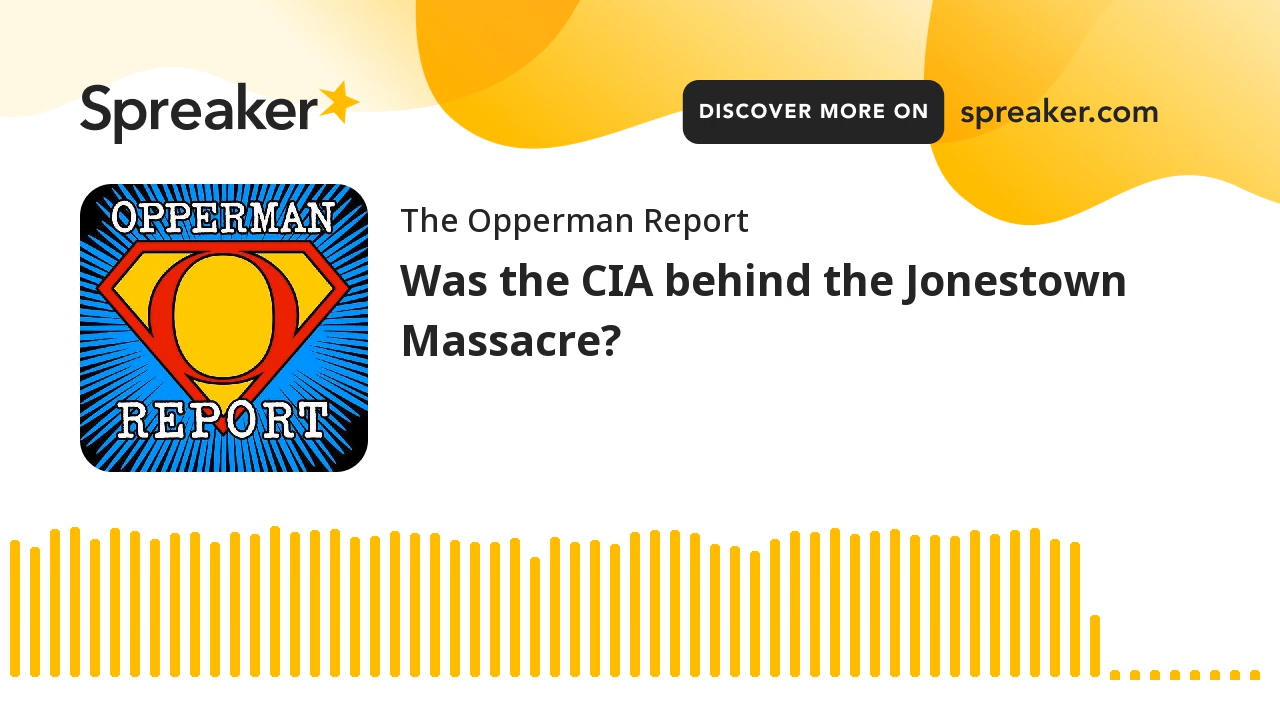 Spreaker
DISCOVER MORE ON spreaker.com
OPPERMAN
O
REPORT
The Opperman Report
Was the CIA behind the Jonestown
Massacre?